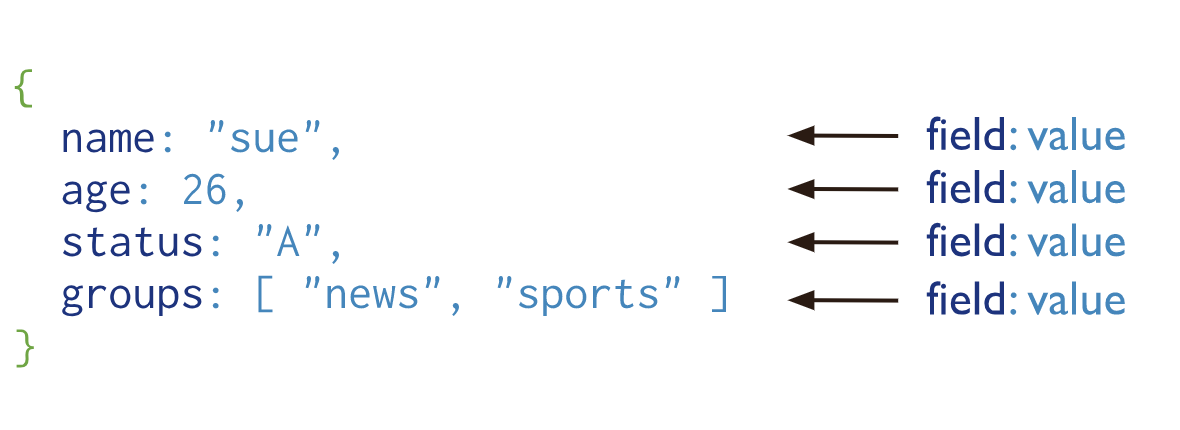 {
name: "sue", field: value
age: 26, field: value
status: "A", field: value
groups: [ "news", "sports" ] field: value
}